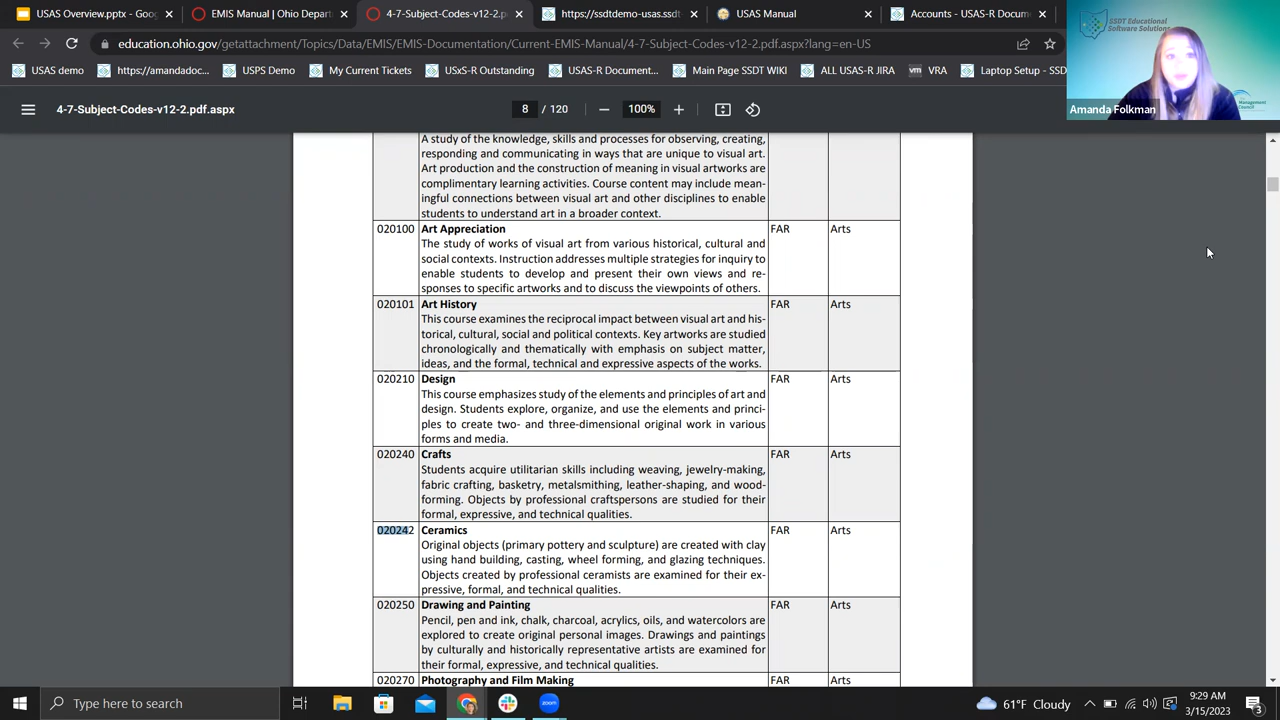 USAS Overview.pptx - Go
EMIS Manual | Ohio Depart
4-7-Subject-Codes-v12-2.p
https://ssdtdemo-usas.ssdt
USAS Manual
Accounts - USAS-R Docum
SSDT Educational
Software Solutions
education.ohio.gov/getattachment/Topics/Data/EMIS/EMIS-Documentation/Current-EMIS-Manual/4-7-Subject-Codes-v12-2.pdf.aspx?lang=en-US
USAS demo
https://amandadoc...
USPS Demo
My Current Tickets
USxS Outstanding
USAS-R Document...
Main Page SSDT WIKI
ALL USAS-R JIRA
vm
VRA
Laptop Setup - SSD
Management
Council
Amanda Folkman
4-7-Subject-Codes-v12-2.pdf.aspx
8 / 120
100%
A study of the knowledge, skills and processes for observing, creating,
responding and communicating in ways that are unique to visual art.
Art production and the construction of meaning in visual artworks are
complimentary learning activities. Course content may include mean-
ingful connections between visual art and other disciplines to enable
students to understand art in a broader context.
020100 Art Appreciation FAR Arts
The study of works of visual art from various historical, cultural and
social contexts. Instruction addresses multiple strategies for inquiry to
enable students to develop and present their own views and re-
sponses to specific artworks and to discuss the viewpoints of others.
020101 Art History FAR Arts
This course examines the reciprocal impact between visual art and his-
torical, cultural, social and political contexts. Key artworks are studied
chronologically and thematically with emphasis on subject matter,
ideas, and the formal, technical and expressive aspects of the works.
020210 Design FAR Arts
This course emphasizes study of the elements and principles of art and
design. Students explore, organize, and use the elements and princi-
ples to create two- and three-dimensional original work in various
forms and media.
020240 Crafts FAR Arts
Students acquire utilitarian skills including weaving, jewelry-making,
fabric crafting, basketry, metalsmithing, leather-shaping, and wood-
forming. Objects by professional craftspersons are studied for their
formal, expressive, and technical qualities.
020242 Ceramics FAR Arts
Original objects (primary pottery and sculpture) are created with clay
using hand building, casting, wheel forming, and glazing techniques.
Objects created by professional ceramists are examined for their ex-
pressive, formal, and technical qualities.
020250 Drawing and Painting FAR Arts
Pencil, pen and ink, chalk, charcoal, acrylics, oils, and watercolors are
explored to create original personal images. Drawings and paintings
by culturally and historically representative artists are examined for
their formal, expressive, and technical qualities.
020270 Photography and Film Making FAR Arts
Type here to search
zoom
61°F Cloudy
9:29 AM
3/15/2023
3